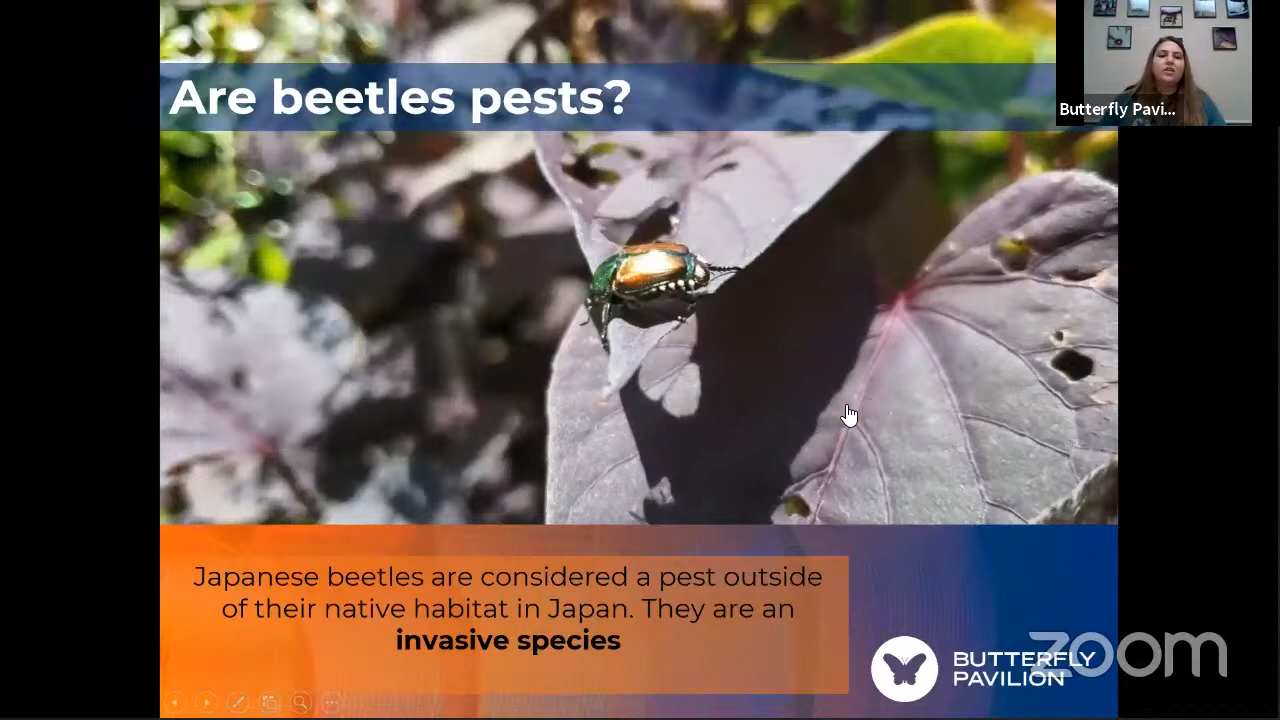 Are beetles pests?
Butterfly Pavi...
Japanese beetles are considered a pest outside
of their native habitat in Japan. They are an
invasive species
BUTTERFLY
PAVILION
zoom